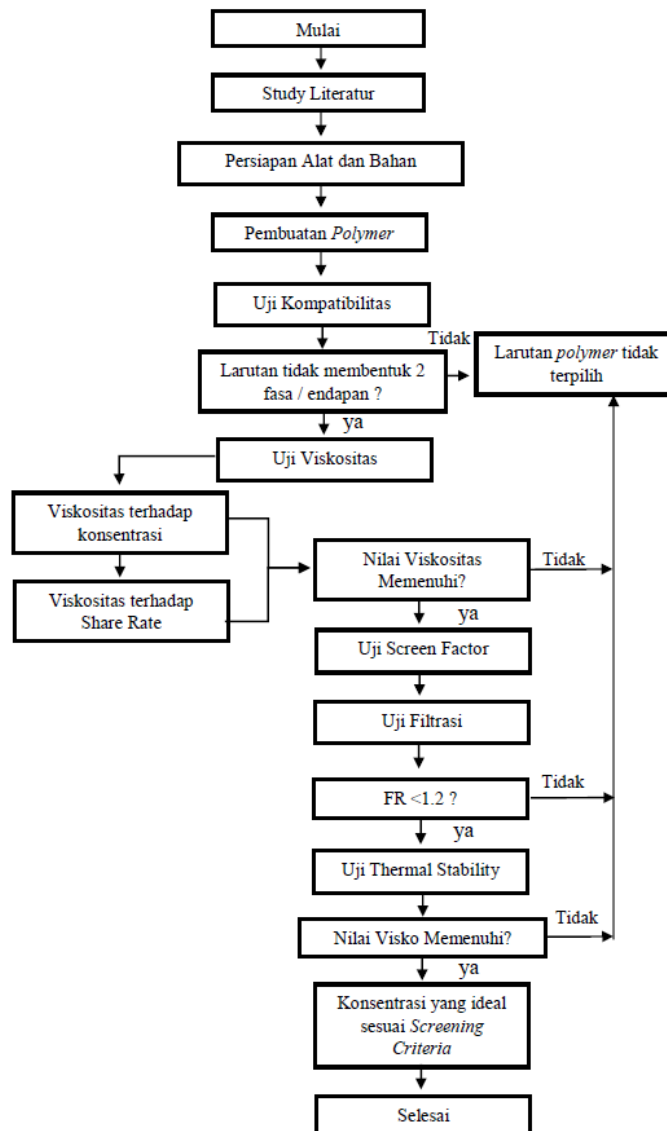 Mulai
Study Literatur
Persiapan Alat dan Bahan
Pembuatan Polymer
Uji Kompatibilitas
Tidak
Larutan tidak membentuk 2
fasa / endapan ?
Larutan polymer tidak
terpilih
ya
Uji Viskositas
Viskositas terhadap
konsentrasi
Viskositas terhadap
Share Rate
Nilai Viskositas
Memenuhi?
Tidak
ya
Uji Screen Factor
Uji Filtrasi
FR <1.2 ?
Tidak
ya
Uji Thermal Stability
Nilai Visko Memenuhi?
Tidak
ya
Konsentrasi yang ideal
sesuai Screening
Criteria
Selesai